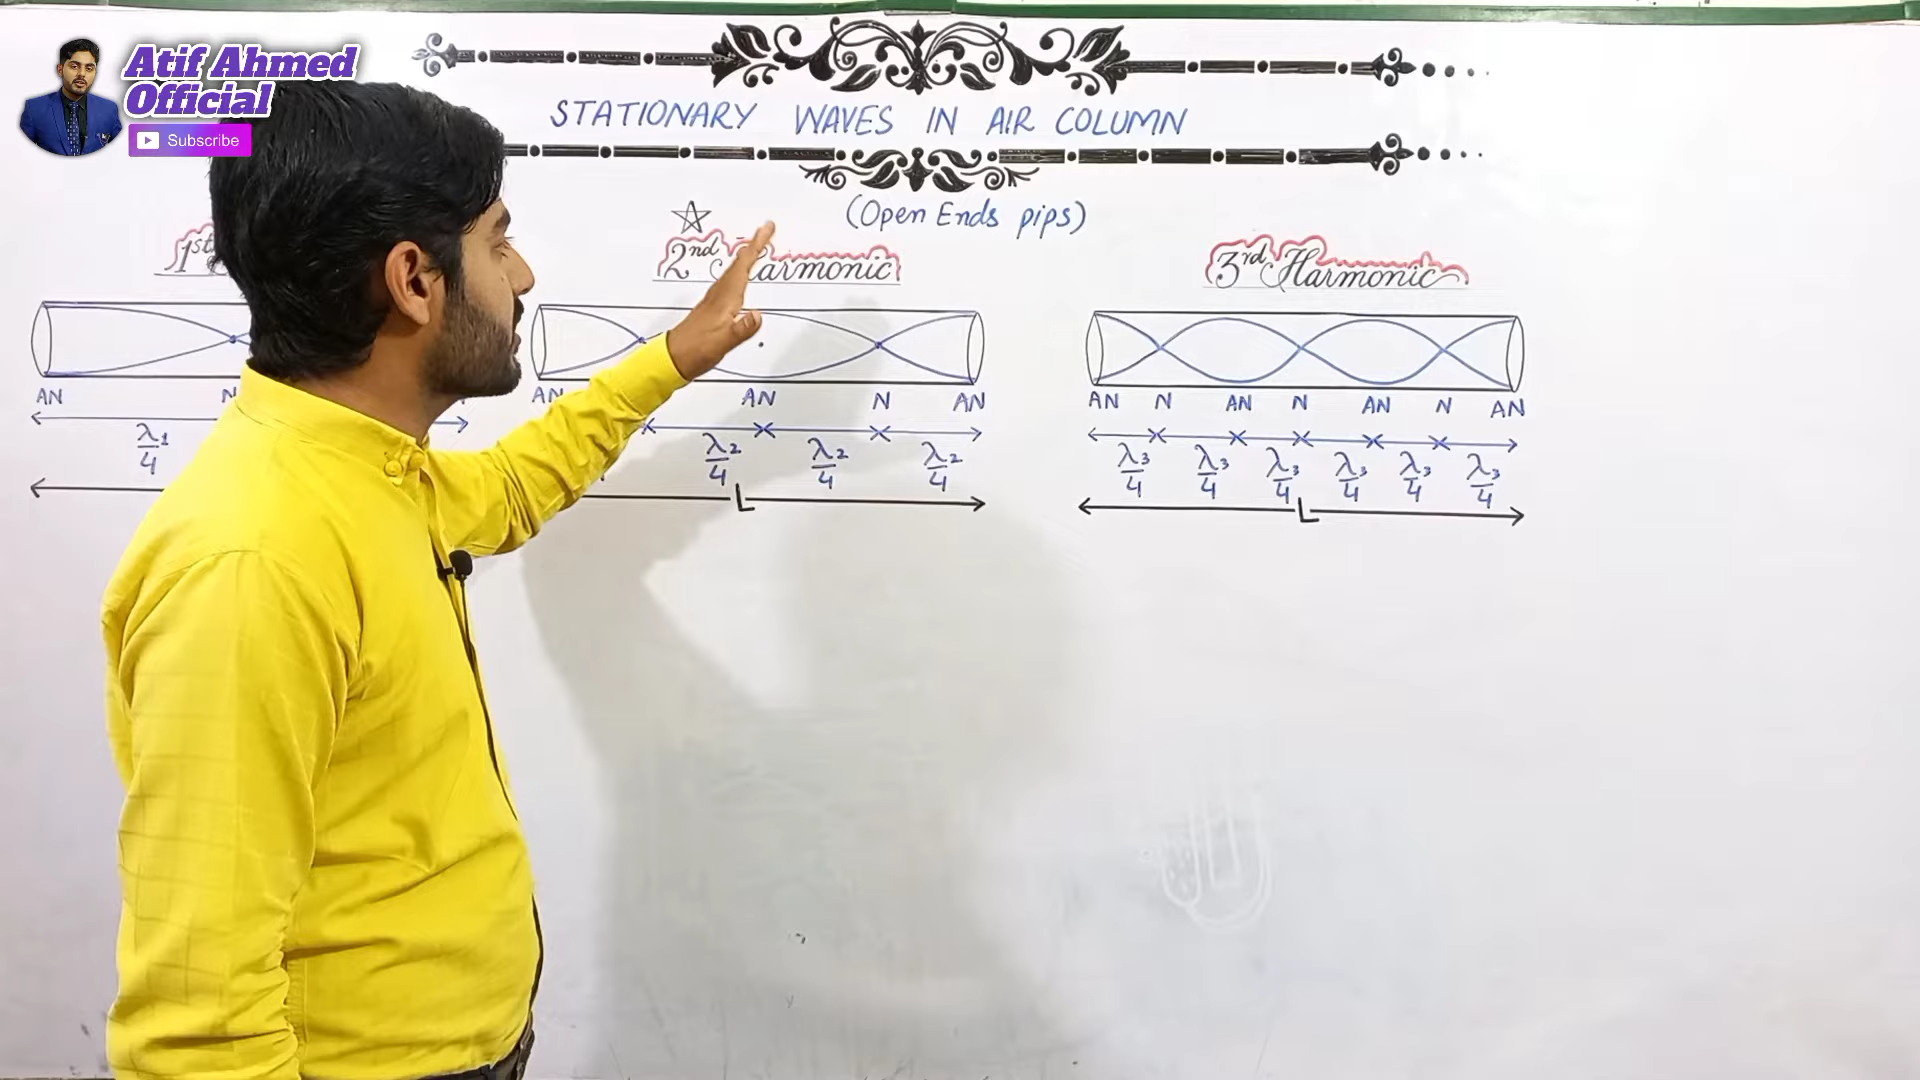 Atif Ahmed
Official
Subscribe
STATIONARY WAVES IN AIR COLUMN
(Open Ends pips)
1st
AN N
λ1/4
2nd Harmonic
AN AN N AN
λ2/4 λ2/4 λ2/4
L
3rd Harmonic
AN N AN N AN N AN
λ3/4 λ3/4 λ3/4 λ3/4 λ3/4 λ3/4
L